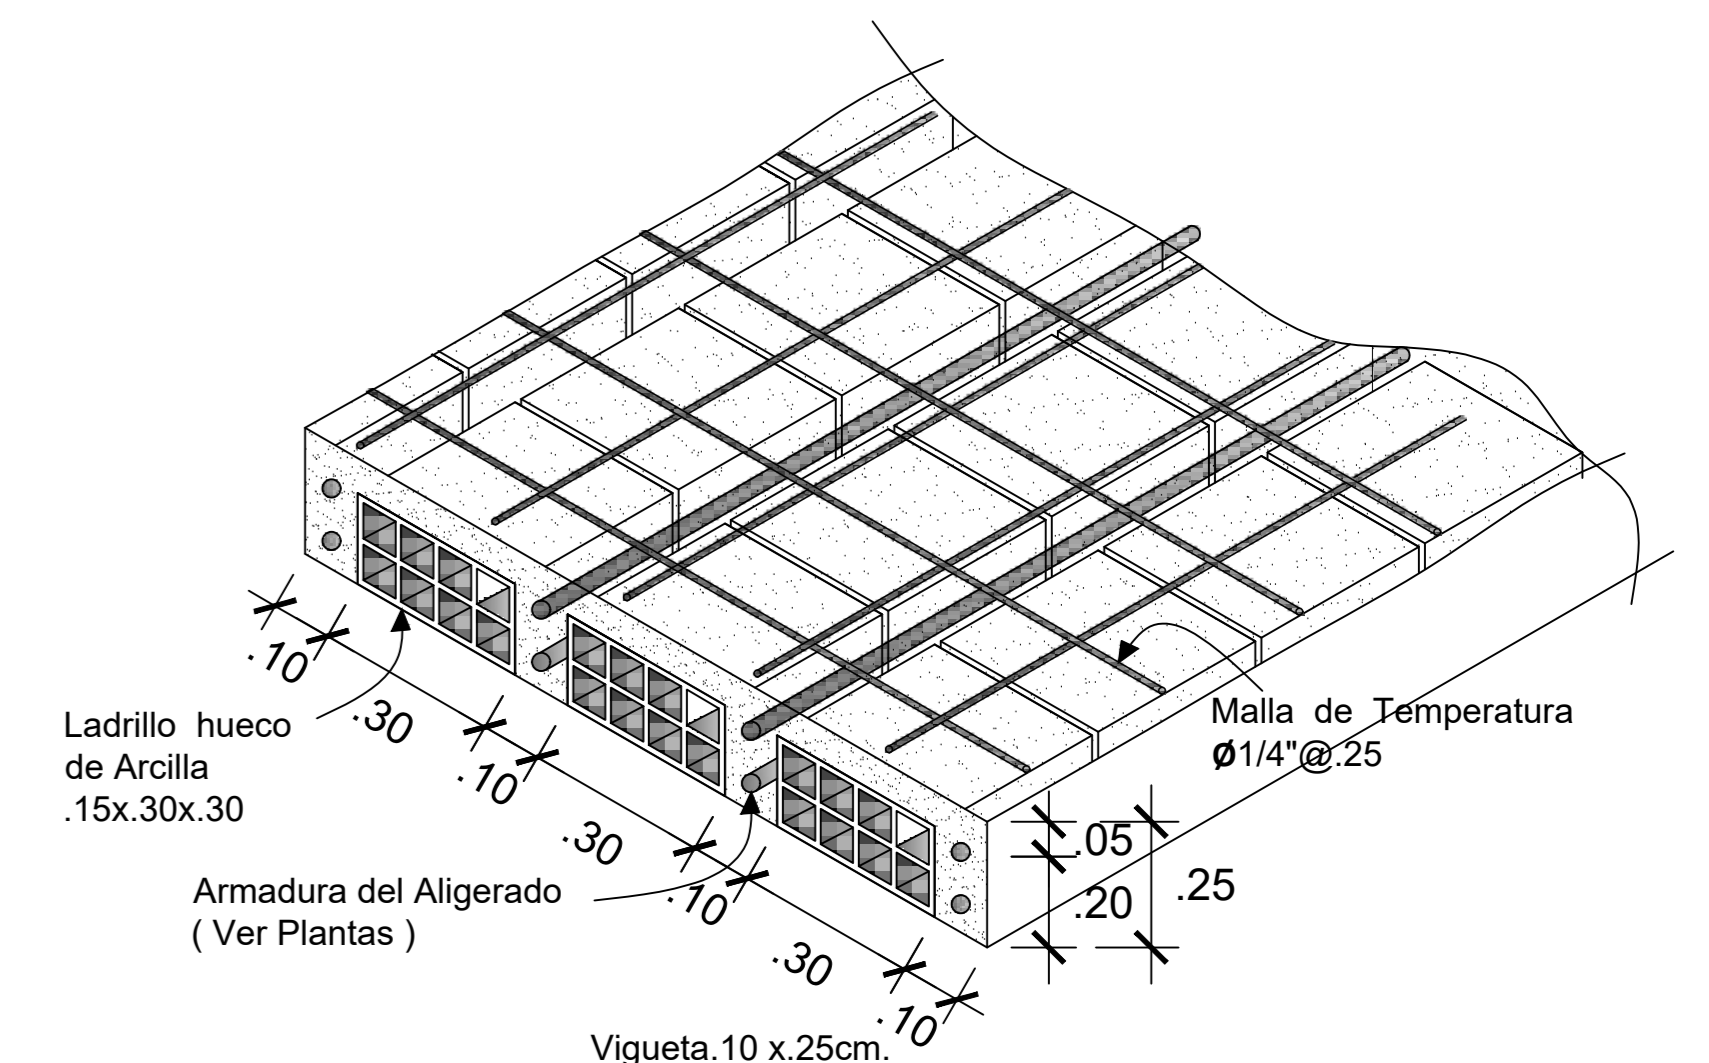 .10
.30
.10
.30
.10
.30
.10
Ladrillo hueco
de Arcilla
.15x.30x.30
Armadura del Aligerado
( Ver Plantas )
Malla de Temperatura
Ø1/4"@.25
.05
.20
.25
Vigueta.10 x.25cm.